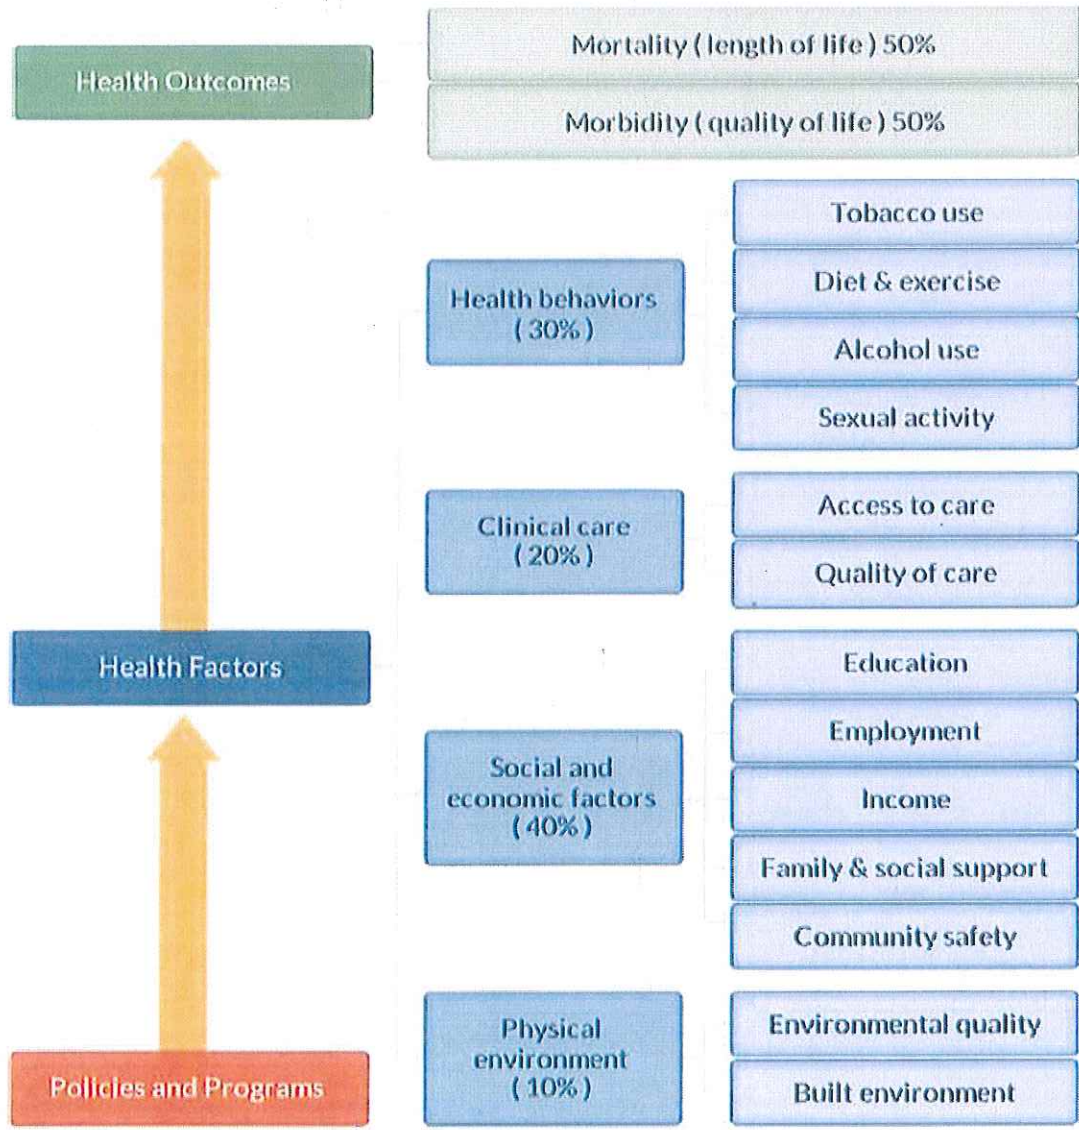 Health Outcomes
Mortality ( length of life ) 50%
Morbidity ( quality of life ) 50%
Health behaviors
( 30% )
Tobacco use
Diet & exercise
Alcohol use
Sexual activity
Clinical care
( 20% )
Access to care
Quality of care
Health Factors
Social and
economic factors
( 40% )
Education
Employment
Income
Family & social support
Community safety
Physical
environment
( 10% )
Environmental quality
Built environment
Policies and Programs